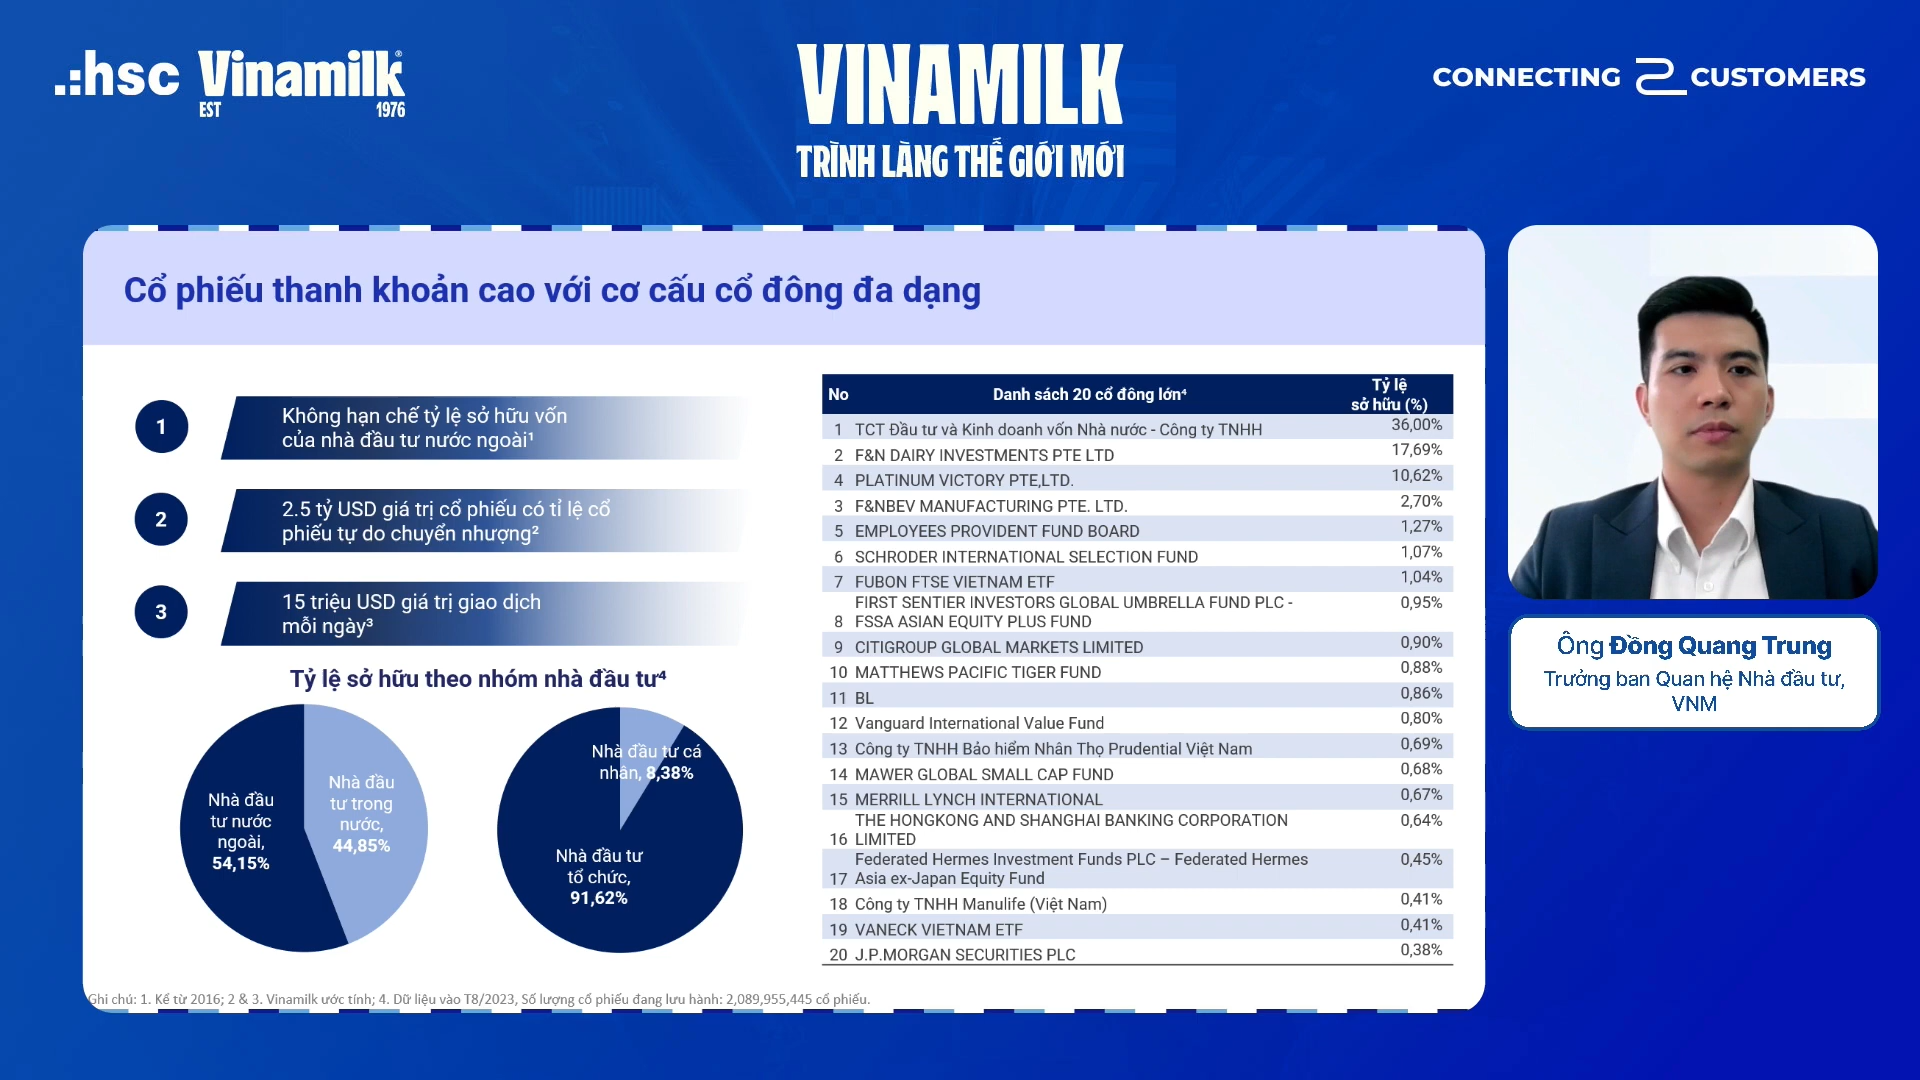 .:hsc Vinamilk
EST 1976
VINAMILK
TRÌNH LÀNG THẾ GIỚI MỚI
CONNECTING CUSTOMERS
Cổ phiếu thanh khoản cao với cơ cấu cổ đông đa dạng
1
Không hạn chế tỷ lệ sở hữu vốn
của nhà đầu tư nước ngoài¹
2
2.5 tỷ USD giá trị cổ phiếu có tỉ lệ cổ
phiếu tự do chuyển nhượng²
3
15 triệu USD giá trị giao dịch
mỗi ngày³
Tỷ lệ sở hữu theo nhóm nhà đầu tư⁴
Nhà đầu
tư nước
ngoài,
54,15%
Nhà đầu
tư trong
nước,
44,85%
Nhà đầu tư cá
nhân, 8,38%
Nhà đầu tư
tổ chức,
91,62%
No Danh sách 20 cổ đông lớn⁴ Tỷ lệ
sở hữu (%)
1 TCT Đầu tư và Kinh doanh vốn Nhà nước - Công ty TNHH 36,00%
2 F&N DAIRY INVESTMENTS PTE LTD 17,69%
4 PLATINUM VICTORY PTE,LTD. 10,62%
3 F&NBEV MANUFACTURING PTE. LTD. 2,70%
5 EMPLOYEES PROVIDENT FUND BOARD 1,27%
6 SCHRODER INTERNATIONAL SELECTION FUND 1,07%
7 FUBON FTSE VIETNAM ETF 1,04%
FIRST SENTIER INVESTORS GLOBAL UMBRELLA FUND PLC - 0,95%
8 FSSA ASIAN EQUITY PLUS FUND
9 CITIGROUP GLOBAL MARKETS LIMITED 0,90%
10 MATTHEWS PACIFIC TIGER FUND 0,88%
11 BL 0,86%
12 Vanguard International Value Fund 0,80%
13 Công ty TNHH Bảo hiểm Nhân Thọ Prudential Việt Nam 0,69%
14 MAWER GLOBAL SMALL CAP FUND 0,68%
15 MERRILL LYNCH INTERNATIONAL 0,67%
THE HONGKONG AND SHANGHAI BANKING CORPORATION 0,64%
16 LIMITED
Federated Hermes Investment Funds PLC – Federated Hermes 0,45%
17 Asia ex-Japan Equity Fund
18 Công ty TNHH Manulife (Việt Nam) 0,41%
19 VANECK VIETNAM ETF 0,41%
20 J.P.MORGAN SECURITIES PLC 0,38%
Ghi chú: 1. Kể từ 2016; 2 & 3. Vinamilk ước tính; 4. Dữ liệu vào T8/2023, Số lượng cổ phiếu đang lưu hành: 2,089,955,445 cổ phiếu.
Ông Đồng Quang Trung
Trưởng ban Quan hệ Nhà đầu tư,
VNM